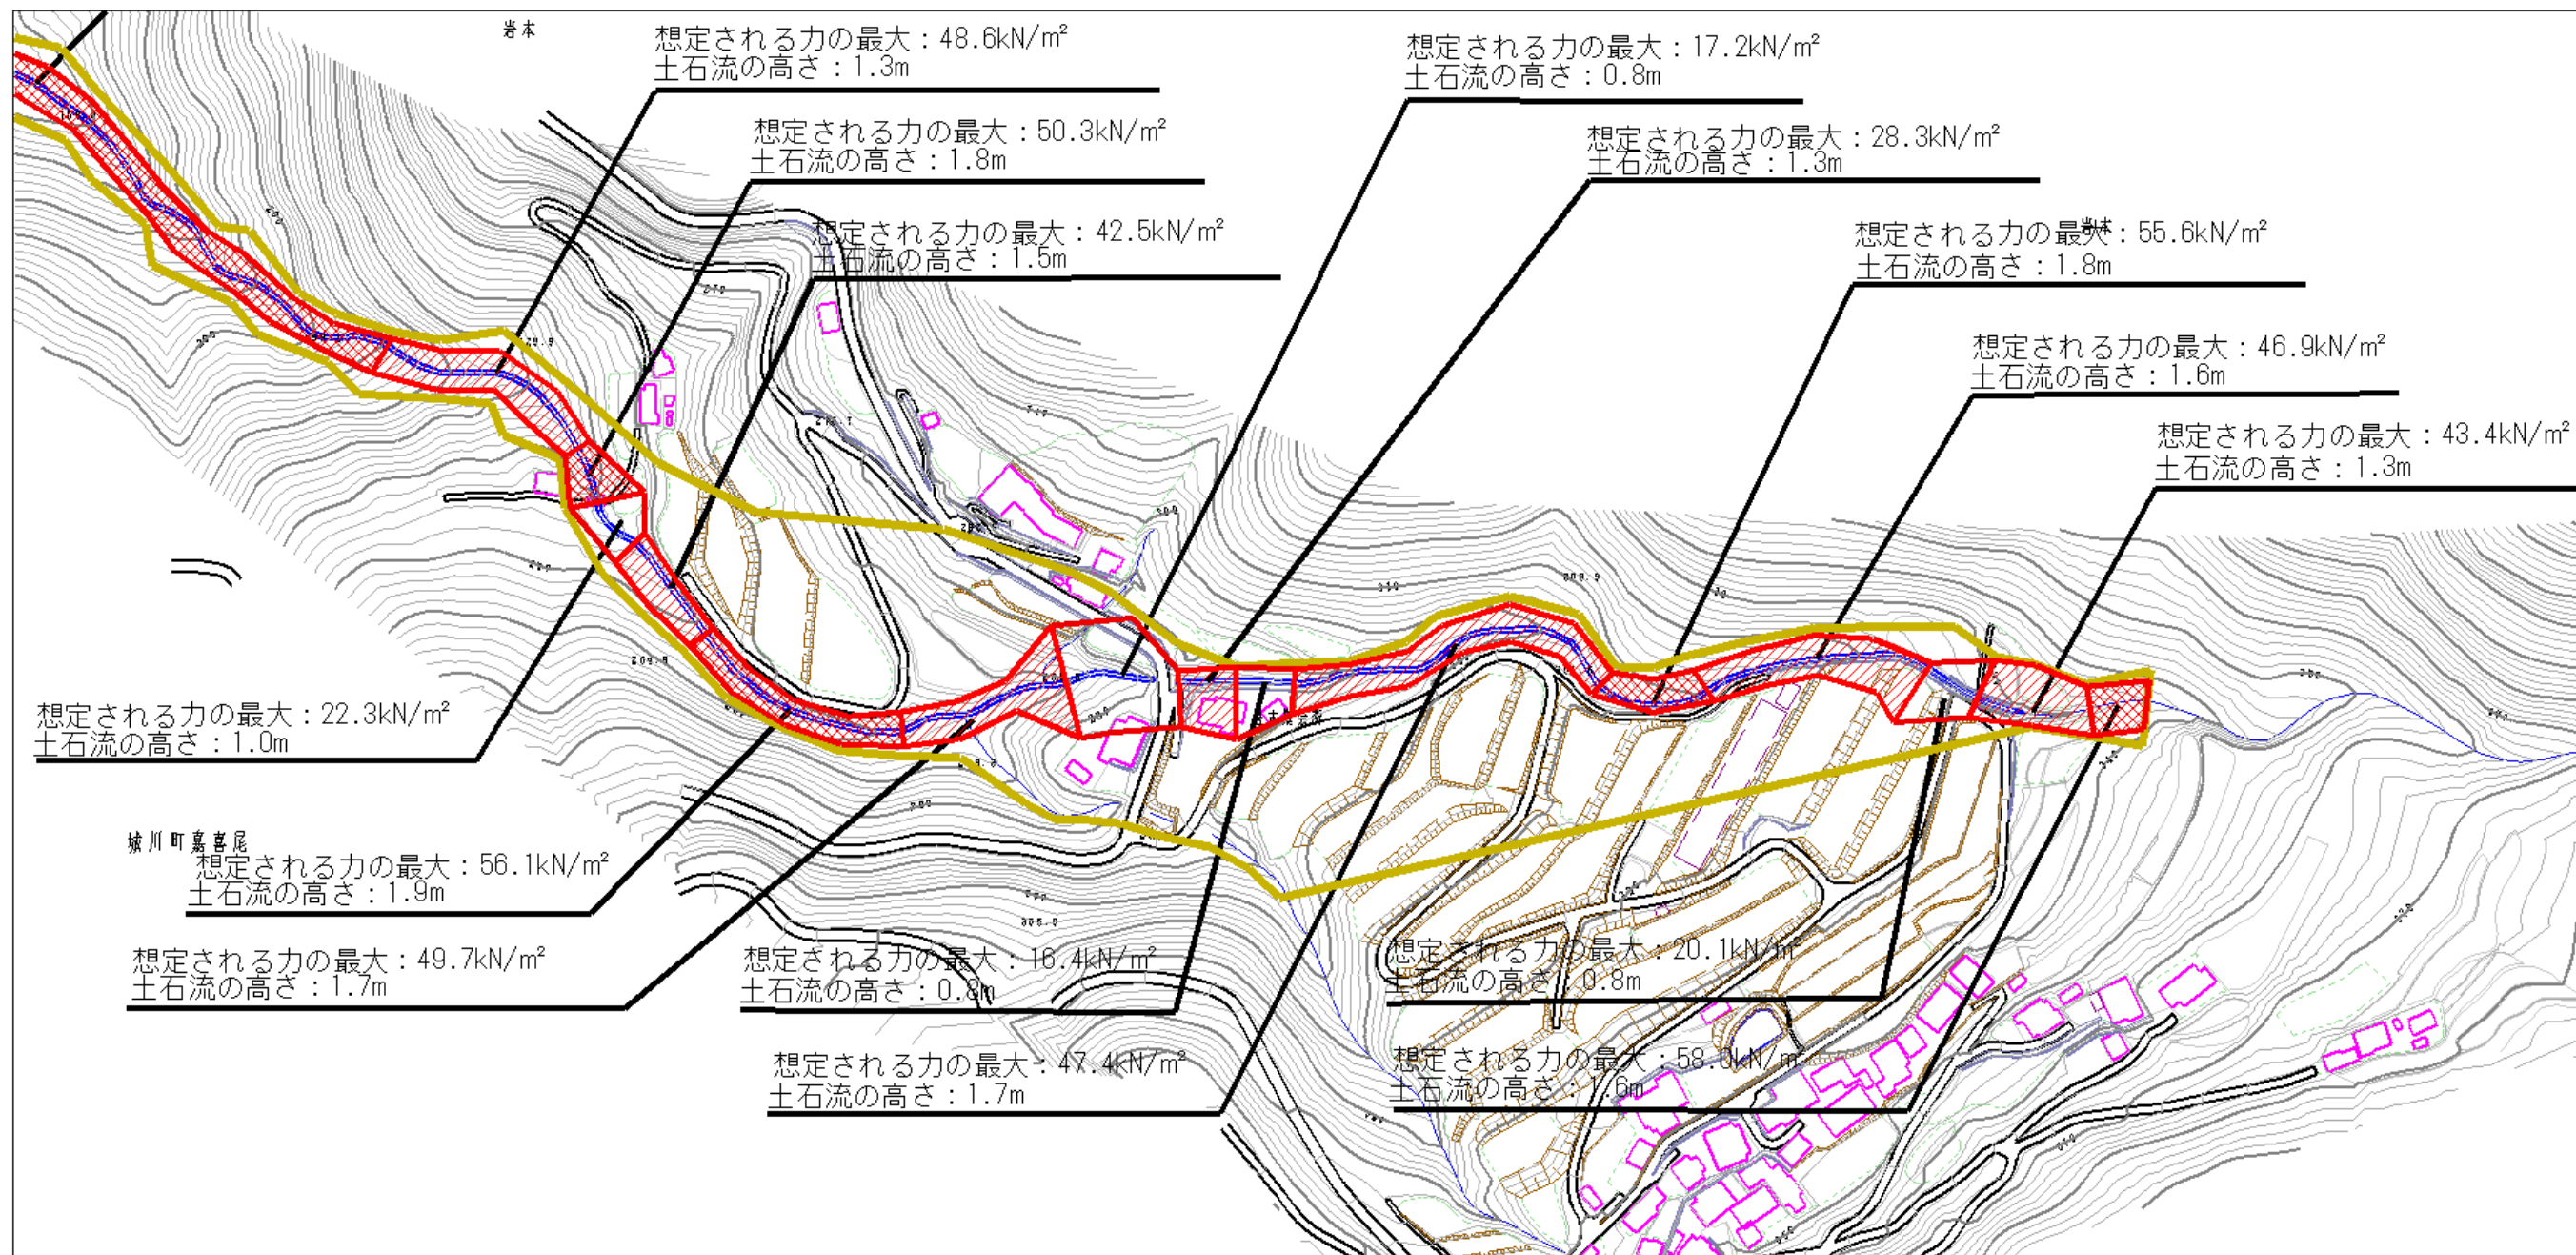 岩本
想定される力の最大：48.6kN/m²
土石流の高さ：1.3m
想定される力の最大：17.2kN/m²
土石流の高さ：0.8m
想定される力の最大：50.3kN/m²
土石流の高さ：1.8m
想定される力の最大：28.3kN/m²
土石流の高さ：1.3m
想定される力の最大：42.5kN/m²
土石流の高さ：1.5m
岩本
想定される力の最大：55.6kN/m²
土石流の高さ：1.8m
想定される力の最大：46.9kN/m²
土石流の高さ：1.6m
想定される力の最大：43.4kN/m²
土石流の高さ：1.3m
想定される力の最大：22.3kN/m²
土石流の高さ：1.0m
城川町嘉喜尾
想定される力の最大：56.1kN/m²
土石流の高さ：1.9m
想定される力の最大：49.7kN/m²
土石流の高さ：1.7m
想定される力の最大：16.4kN/m²
土石流の高さ：0.8m
想定される力の最大：20.1kN/m²
土石流の高さ：0.8m
想定される力の最大：47.4kN/m²
土石流の高さ：1.7m
想定される力の最大：58.0kN/m²
土石流の高さ：1.6m